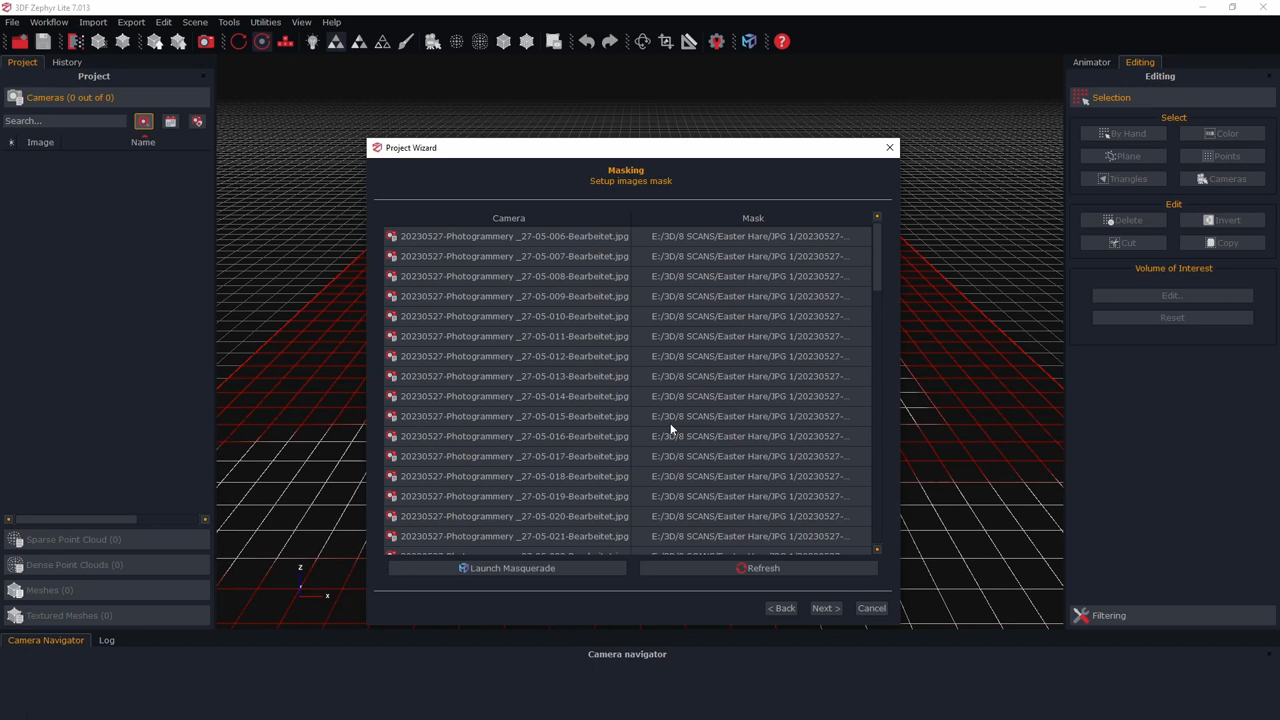 3DF Zephyr Lite 7.013
File Workflow Import Export Edit Scene Tools Utilities View Help
Project History
Project
Cameras (0 out of 0)
Search...
Image Name
Sparse Point Cloud (0)
Dense Point Clouds (0)
Meshes (0)
Textured Meshes (0)
Camera Navigator Log
Camera navigator
z
x
Project Wizard
Masking
Setup images mask
Camera Mask
20230527-Photogrammery _27-05-006-Bearbeitet.jpg E:/3D/8 SCANS/Easter Hare/JPG 1/20230527-...
20230527-Photogrammery _27-05-007-Bearbeitet.jpg E:/3D/8 SCANS/Easter Hare/JPG 1/20230527-...
20230527-Photogrammery _27-05-008-Bearbeitet.jpg E:/3D/8 SCANS/Easter Hare/JPG 1/20230527-...
20230527-Photogrammery _27-05-009-Bearbeitet.jpg E:/3D/8 SCANS/Easter Hare/JPG 1/20230527-...
20230527-Photogrammery _27-05-010-Bearbeitet.jpg E:/3D/8 SCANS/Easter Hare/JPG 1/20230527-...
20230527-Photogrammery _27-05-011-Bearbeitet.jpg E:/3D/8 SCANS/Easter Hare/JPG 1/20230527-...
20230527-Photogrammery _27-05-012-Bearbeitet.jpg E:/3D/8 SCANS/Easter Hare/JPG 1/20230527-...
20230527-Photogrammery _27-05-013-Bearbeitet.jpg E:/3D/8 SCANS/Easter Hare/JPG 1/20230527-...
20230527-Photogrammery _27-05-014-Bearbeitet.jpg E:/3D/8 SCANS/Easter Hare/JPG 1/20230527-...
20230527-Photogrammery _27-05-015-Bearbeitet.jpg E:/3D/8 SCANS/Easter Hare/JPG 1/20230527-...
20230527-Photogrammery _27-05-016-Bearbeitet.jpg E:/3D/8 SCANS/Easter Hare/JPG 1/20230527-...
20230527-Photogrammery _27-05-017-Bearbeitet.jpg E:/3D/8 SCANS/Easter Hare/JPG 1/20230527-...
20230527-Photogrammery _27-05-018-Bearbeitet.jpg E:/3D/8 SCANS/Easter Hare/JPG 1/20230527-...
20230527-Photogrammery _27-05-019-Bearbeitet.jpg E:/3D/8 SCANS/Easter Hare/JPG 1/20230527-...
20230527-Photogrammery _27-05-020-Bearbeitet.jpg E:/3D/8 SCANS/Easter Hare/JPG 1/20230527-...
20230527-Photogrammery _27-05-021-Bearbeitet.jpg E:/3D/8 SCANS/Easter Hare/JPG 1/20230527-...
Launch Masquerade Refresh
< Back Next > Cancel
Animator Editing
Editing
Selection
Select
By Hand Color
Plane Points
Triangles Cameras
Edit
Delete Invert
Cut Copy
Volume of Interest
Edit..
Reset
Filtering